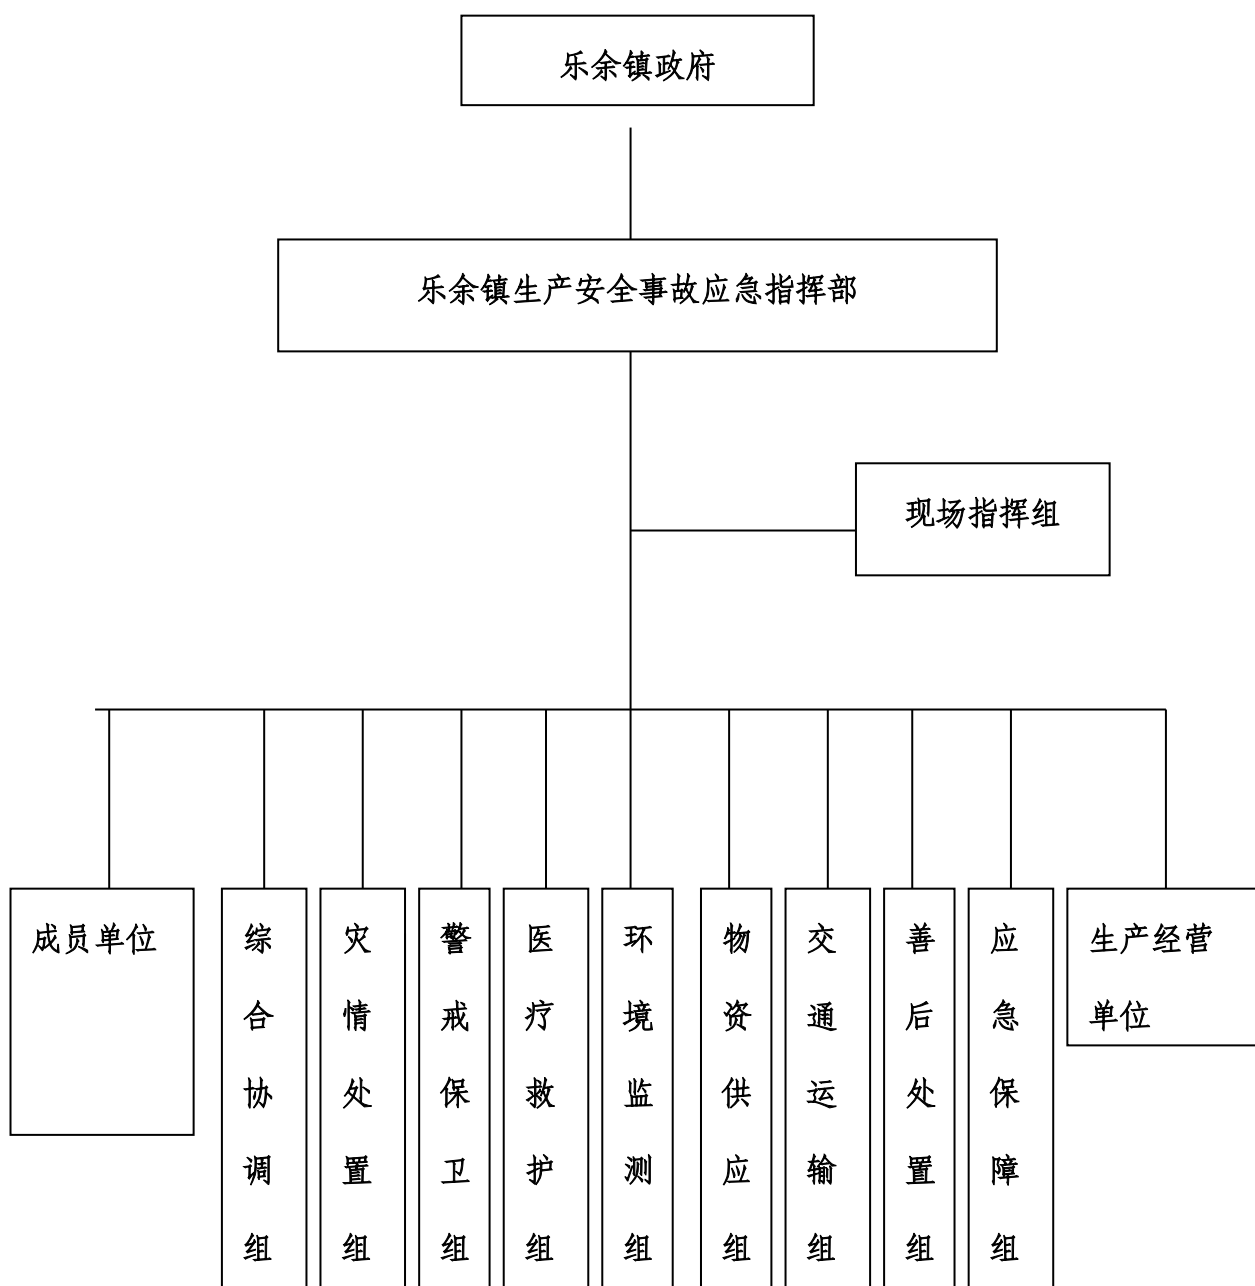 乐余镇政府
乐余镇生产安全事故应急指挥部
现场指挥组
成员单位
综合协调组
灾情处置组
警戒保卫组
医疗救护组
环境监测组
物资供应组
交通运输组
善后处置组
应急保障组
生产经营
单位